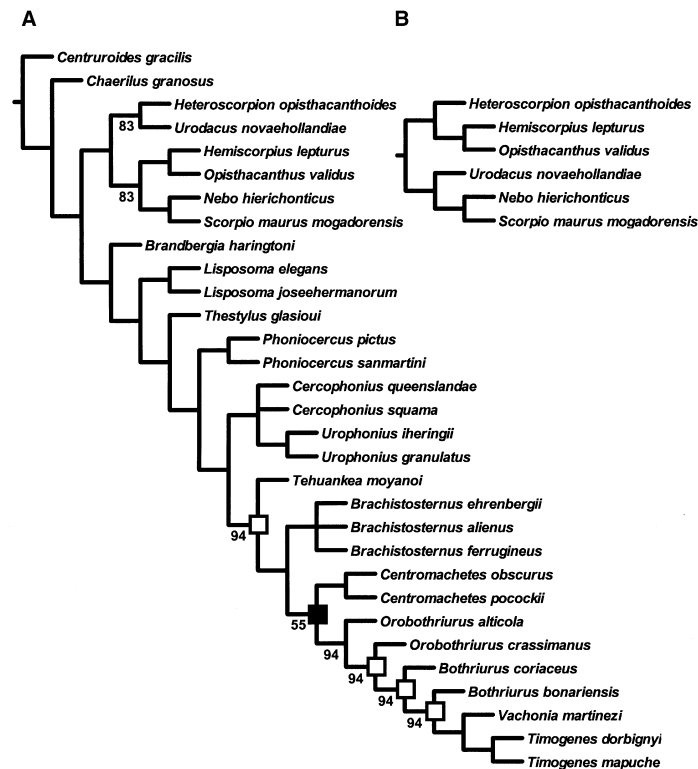 A
B
Centruroides gracilis
Chaerilus granosus
Heteroscorpion opisthacanthoides
83
Urodacus novaehollandiae
Hemiscorpius lepturus
Opisthacanthus validus
83
Nebo hierichonticus
Scorpio maurus mogadorensis
Heteroscorpion opisthacanthoides
Hemiscorpius lepturus
Opisthacanthus validus
Urodacus novaehollandiae
Nebo hierichonticus
Scorpio maurus mogadorensis
Brandbergia haringtoni
Lisposoma elegans
Lisposoma joseehermanorum
Thestylus glasioui
Phoniocercus pictus
Phoniocercus sanmartini
Cercophonius queenslandae
Cercophonius squama
Urophonius iheringii
Urophonius granulatus
Tehuankea moyanoi
94
Brachistosternus ehrenbergii
Brachistosternus alienus
Brachistosternus ferrugineus
Centromachetes obscurus
Centromachetes pocockii
55
Orobothriurus alticola
94
Orobothriurus crassimanus
94
Bothriurus coriaceus
94
Bothriurus bonariensis
94
Vachonia martinezi
Timogenes dorbignyi
Timogenes mapuche